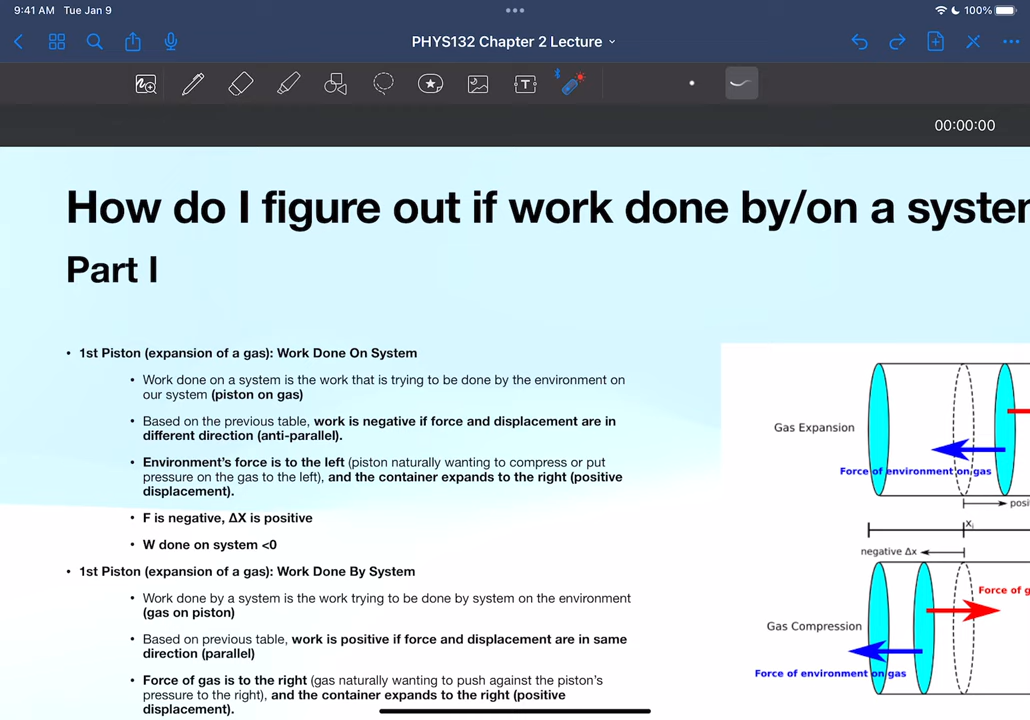 9:41 AM Tue Jan 9
100%
PHYS132 Chapter 2 Lecture
T
00:00:00
How do I figure out if work done by/on a
Part I
• 1st Piston (expansion of a gas): Work Done On System
• Work done on a system is the work that is trying to be done by the environment on
our system (piston on gas)
• Based on the previous table, work is negative if force and displacement are in
different direction (anti-parallel).
• Environment's force is to the left (piston naturally wanting to compress or put
pressure on the gas to the left), and the container expands to the right (positive
displacement).
• F is negative, ΔX is positive
• W done on system <0
• 1st Piston (expansion of a gas): Work Done By System
• Work done by a system is the work trying to be done by system on the environment
(gas on piston)
• Based on previous table, work is positive if force and displacement are in same
direction (parallel)
• Force of gas is to the right (gas naturally wanting to push against the piston's
pressure to the right), and the container expands to the right (positive
displacement).
Gas Expansion
Force of environment on gas
xi
negative Δx
Force of
Gas Compression
Force of environment on gas